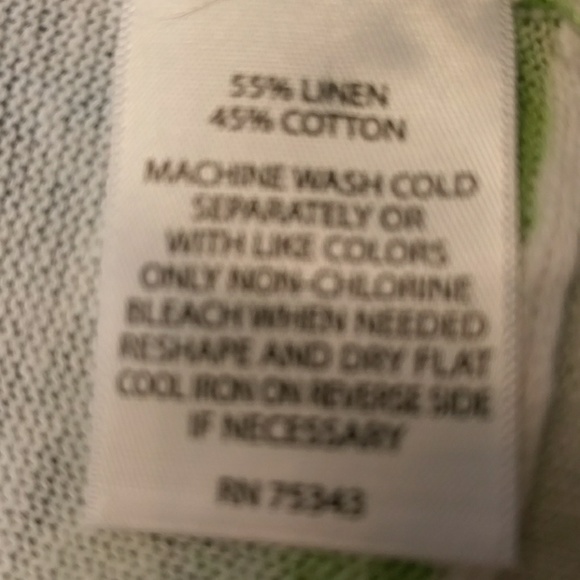 55% LINEN
45% COTTON
MACHINE WASH COLD
SEPARATELY OR
WITH LIKE COLORS
ONLY NON-CHLORINE
BLEACH WHEN NEEDED
RESHAPE AND DRY FLAT
COOL IRON ON REVERSE SIDE
IF NECESSARY
RN 75343